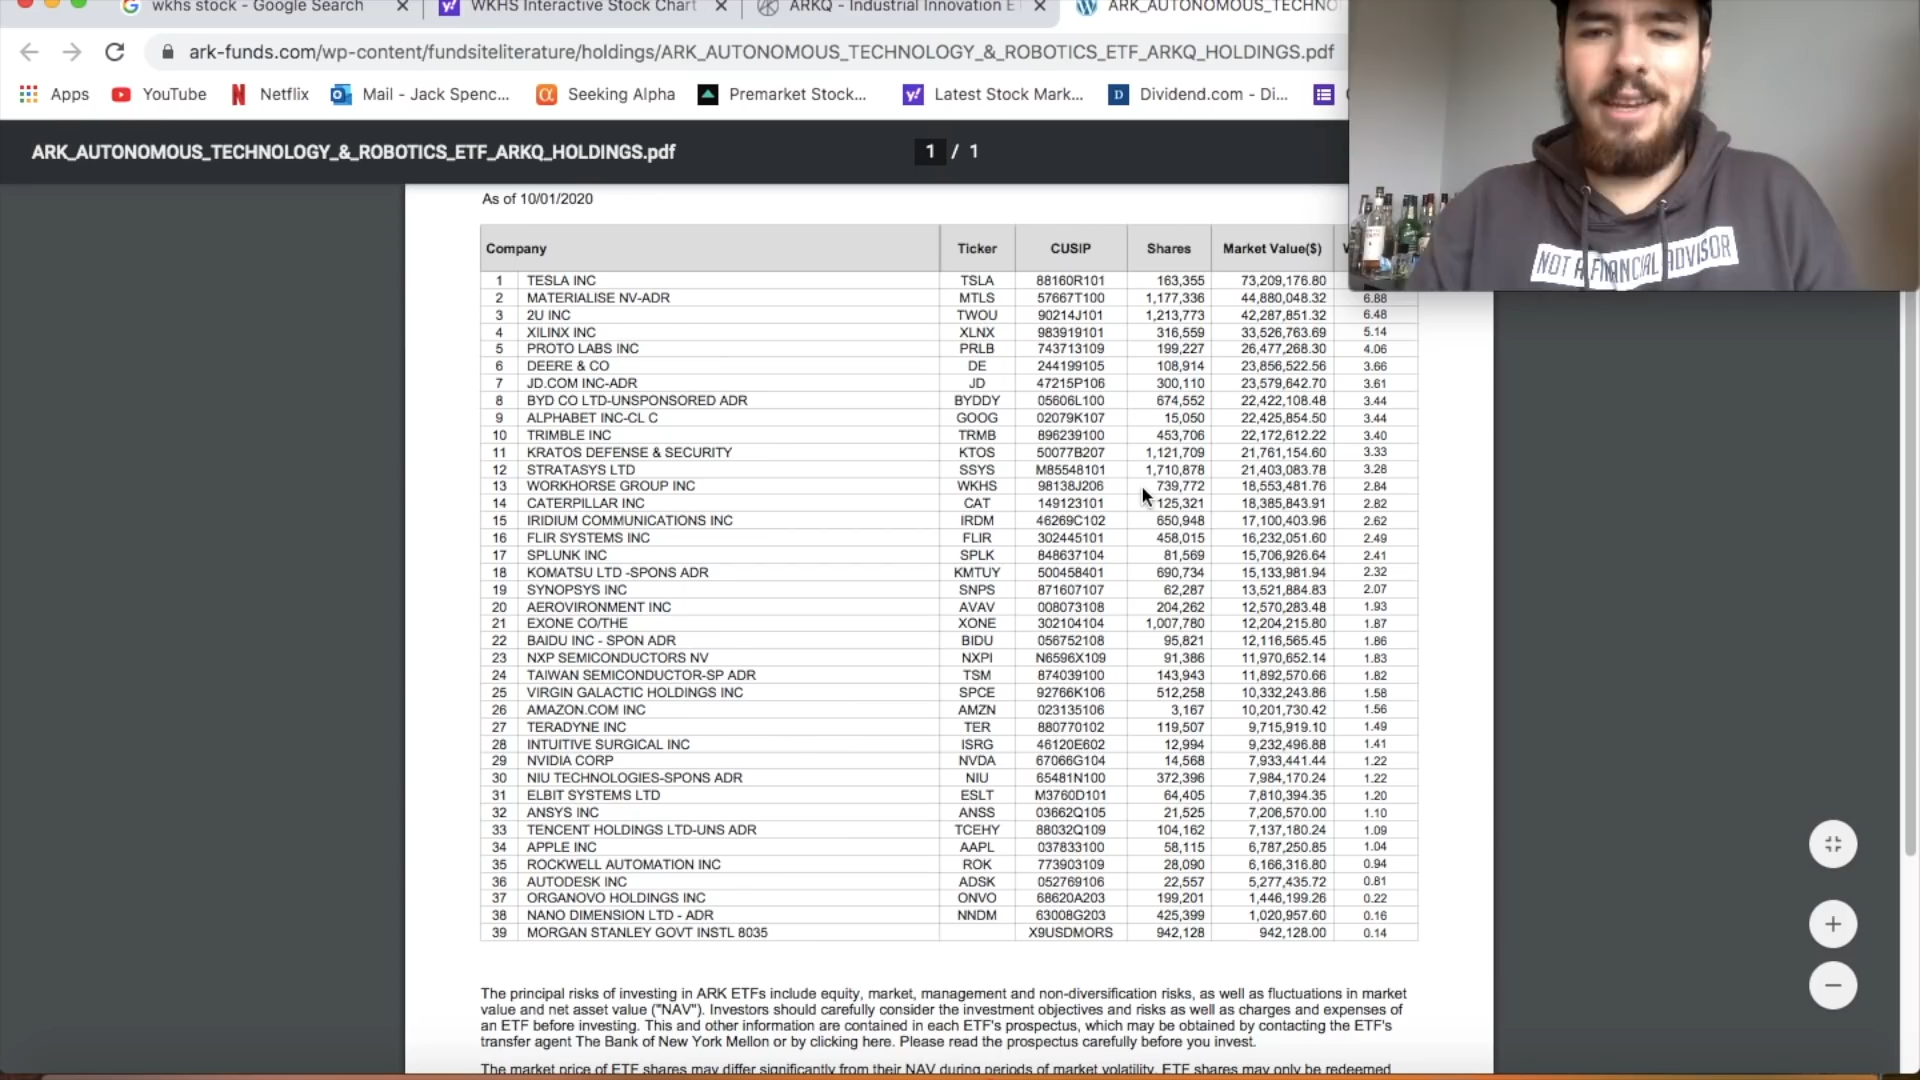 wkhs stock - Google Search
WKHS Interactive Stock Chart
ARKQ - Industrial Innovation E
ARK_AUTONOMOUS_TECHNO
ark-funds.com/wp-content/fundsiteliterature/holdings/ARK_AUTONOMOUS_TECHNOLOGY_&_ROBOTICS_ETF_ARKQ_HOLDINGS.pdf
Apps YouTube Netflix Mail - Jack Spenc... Seeking Alpha Premarket Stock... Latest Stock Mark... Dividend.com - Di...
ARK_AUTONOMOUS_TECHNOLOGY_&_ROBOTICS_ETF_ARKQ_HOLDINGS.pdf 1 / 1
NOT A FINANCIAL ADVISOR
As of 10/01/2020
Company Ticker CUSIP Shares Market Value($)
1 TESLA INC TSLA 88160R101 163,355 73,209,176.80
2 MATERIALISE NV-ADR MTLS 57667T100 1,177,336 44,880,048.32 6.88
3 2U INC TWOU 90214J101 1,213,773 42,287,851.32 6.48
4 XILINX INC XLNX 983919101 316,559 33,526,763.69 5.14
5 PROTO LABS INC PRLB 743713109 199,227 26,477,268.30 4.06
6 DEERE & CO DE 244199105 108,914 23,856,522.56 3.66
7 JD.COM INC-ADR JD 47215P106 300,110 23,579,642.70 3.61
8 BYD CO LTD-UNSPONSORED ADR BYDDY 05606L100 674,552 22,422,108.48 3.44
9 ALPHABET INC-CL C GOOG 02079K107 15,050 22,425,854.50 3.44
10 TRIMBLE INC TRMB 896239100 453,706 22,172,612.22 3.40
11 KRATOS DEFENSE & SECURITY KTOS 50077B207 1,121,709 21,761,154.60 3.33
12 STRATASYS LTD SSYS M85548101 1,710,878 21,403,083.78 3.28
13 WORKHORSE GROUP INC WKHS 98138J206 739,772 18,553,481.76 2.84
14 CATERPILLAR INC CAT 149123101 125,321 18,385,843.91 2.82
15 IRIDIUM COMMUNICATIONS INC IRDM 46269C102 650,948 17,100,403.96 2.62
16 FLIR SYSTEMS INC FLIR 302445101 458,015 16,232,051.60 2.49
17 SPLUNK INC SPLK 848637104 81,569 15,706,926.64 2.41
18 KOMATSU LTD -SPONS ADR KMTUY 500458401 690,734 15,133,981.94 2.32
19 SYNOPSYS INC SNPS 871607107 62,287 13,521,884.83 2.07
20 AEROVIRONMENT INC AVAV 008073108 204,262 12,570,283.48 1.93
21 EXONE CO/THE XONE 302104104 1,007,780 12,204,215.80 1.87
22 BAIDU INC - SPON ADR BIDU 056752108 95,821 12,116,565.45 1.86
23 NXP SEMICONDUCTORS NV NXPI N6596X109 91,386 11,970,652.14 1.83
24 TAIWAN SEMICONDUCTOR-SP ADR TSM 874039100 143,943 11,892,570.66 1.82
25 VIRGIN GALACTIC HOLDINGS INC SPCE 92766K106 512,258 10,332,243.86 1.58
26 AMAZON.COM INC AMZN 023135106 3,167 10,201,730.42 1.56
27 TERADYNE INC TER 880770102 119,507 9,715,919.10 1.49
28 INTUITIVE SURGICAL INC ISRG 46120E602 12,994 9,232,496.88 1.41
29 NVIDIA CORP NVDA 67066G104 14,568 7,933,441.44 1.22
30 NIU TECHNOLOGIES-SPONS ADR NIU 65481N100 372,396 7,984,170.24 1.22
31 ELBIT SYSTEMS LTD ESLT M3760D101 64,405 7,810,394.35 1.20
32 ANSYS INC ANSS 03662Q105 21,525 7,206,570.00 1.10
33 TENCENT HOLDINGS LTD-UNS ADR TCEHY 88032Q109 104,162 7,137,180.24 1.09
34 APPLE INC AAPL 037833100 58,115 6,787,250.85 1.04
35 ROCKWELL AUTOMATION INC ROK 773903109 28,090 6,166,316.80 0.94
36 AUTODESK INC ADSK 052769106 22,557 5,277,435.72 0.81
37 ORGANOVO HOLDINGS INC ONVO 68620A203 199,201 1,446,199.26 0.22
38 NANO DIMENSION LTD - ADR NNDM 63008G203 425,399 1,020,957.60 0.16
39 MORGAN STANLEY GOVT INSTL 8035 X9USDMORS 942,128 942,128.00 0.14
The principal risks of investing in ARK ETFs include equity, market, management and non-diversification risks, as well as fluctuations in market
value and net asset value ("NAV"). Investors should carefully consider the investment objectives and risks as well as charges and expenses of
an ETF before investing. This and other information are contained in each ETF's prospectus, which may be obtained by contacting the ETF's
transfer agent The Bank of New York Mellon or by clicking here. Please read the prospectus carefully before you invest.
The market price of ETF shares may differ significantly from their NAV during periods of market volatility. ETF shares may only be redeemed